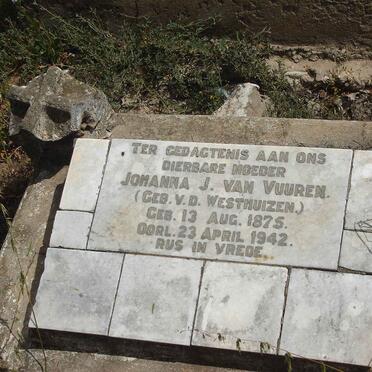 TER GEDAGTENIS AAN ONS
DIERBARE MOEDER
JOHANNA J. VAN VUUREN.
(GEB. V.D. WESTHUIZEN.)
GEB. 13 AUG. 1875.
OORL. 23 APRIL 1942.
RUS IN VREDE.